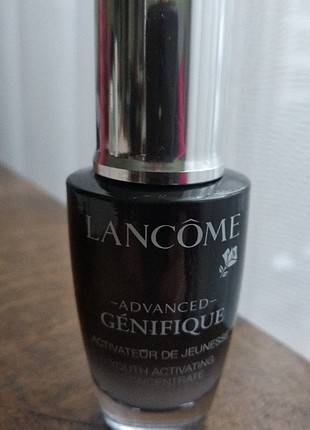 LANCÔME
-ADVANCED-
GÉNIFIQUE
ACTIVATEUR DE JEUNESSE
YOUTH ACTIVATING
CONCENTRATE